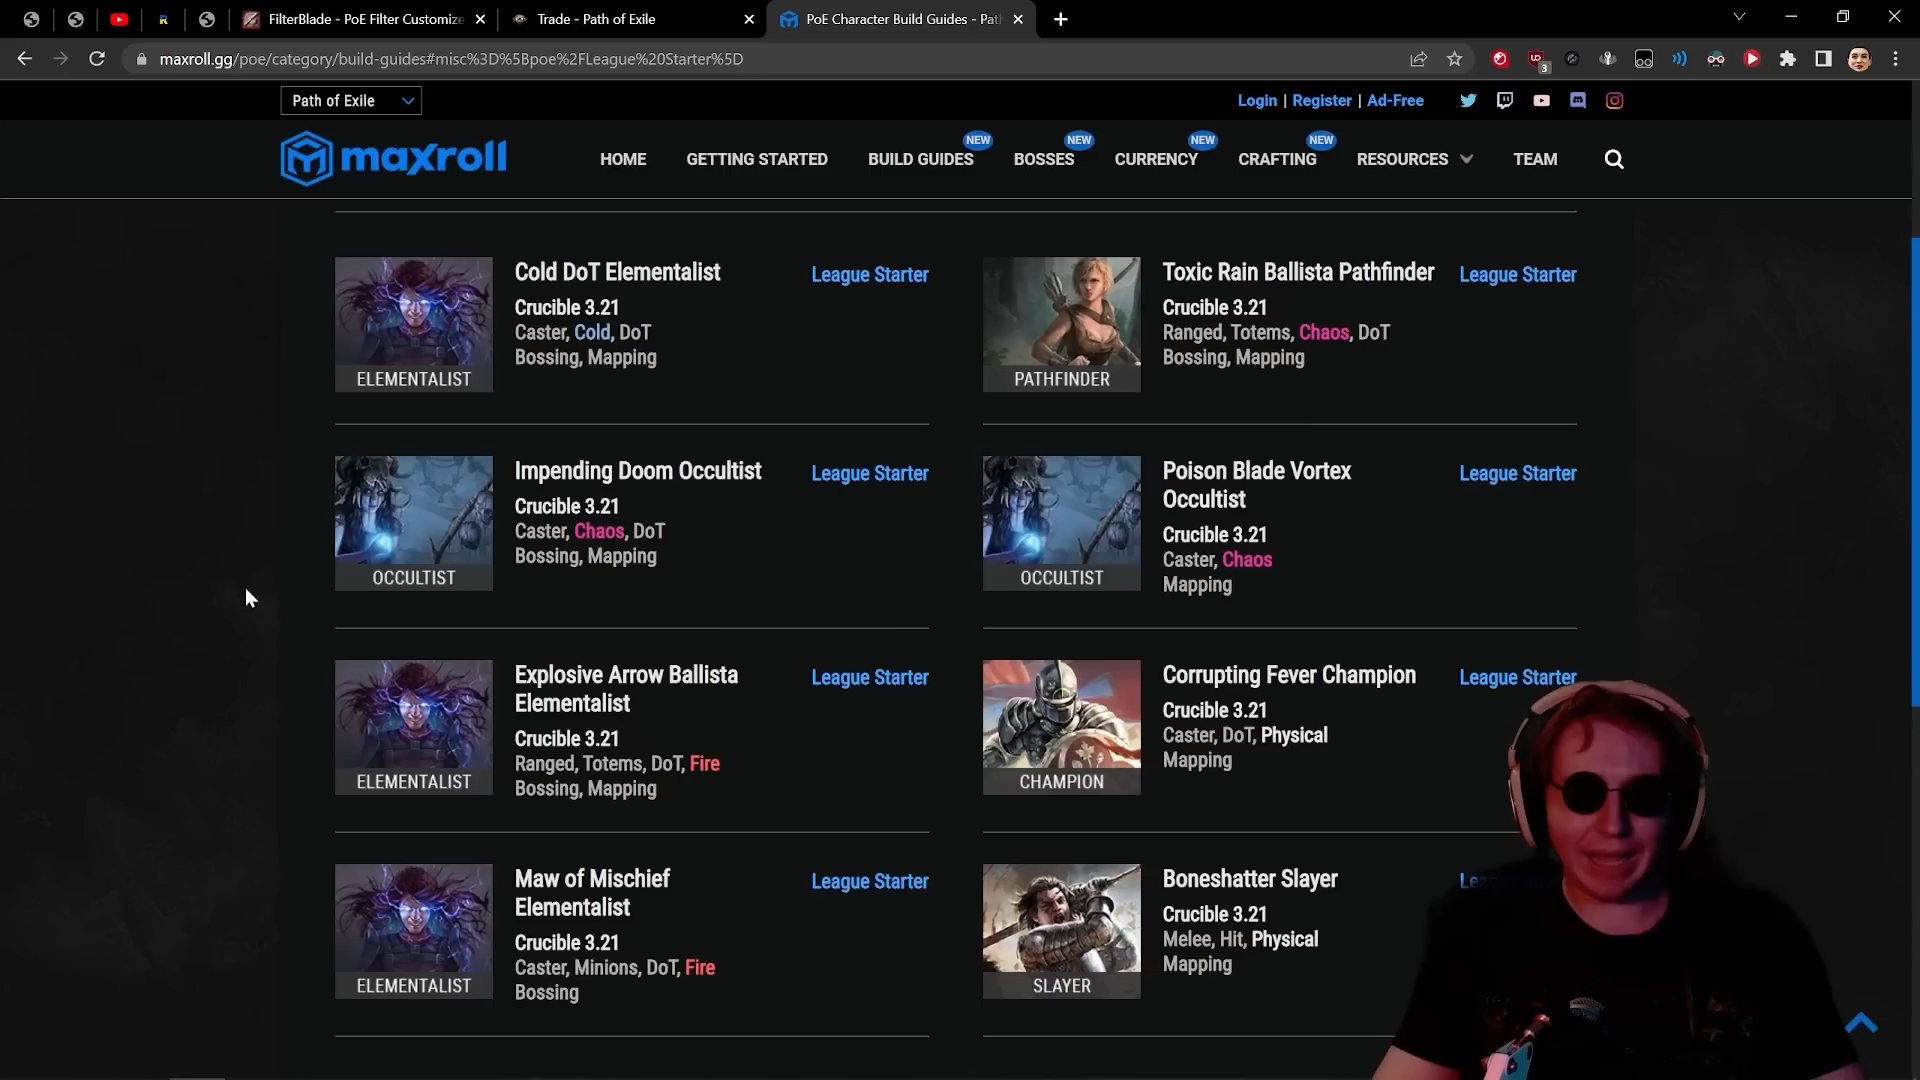 FilterBlade - PoE Filter Customize
Trade - Path of Exile
PoE Character Build Guides - Pat
R
maxroll.gg/poe/category/build-guides#misc%3D%5Bpoe%2FLeague%20Starter%5D
3
Path of Exile
Login | Register | Ad-Free
maxroll
HOME
GETTING STARTED
BUILD GUIDES NEW
BOSSES NEW
CURRENCY NEW
CRAFTING NEW
RESOURCES
TEAM
Cold DoT Elementalist
League Starter
Crucible 3.21
Caster, Cold, DoT
Bossing, Mapping
ELEMENTALIST
Toxic Rain Ballista Pathfinder
League Starter
Crucible 3.21
Ranged, Totems, Chaos, DoT
Bossing, Mapping
PATHFINDER
Impending Doom Occultist
League Starter
Crucible 3.21
Caster, Chaos, DoT
Bossing, Mapping
OCCULTIST
Poison Blade Vortex
Occultist
League Starter
Crucible 3.21
Caster, Chaos
Mapping
OCCULTIST
Explosive Arrow Ballista
Elementalist
League Starter
Crucible 3.21
Ranged, Totems, DoT, Fire
Bossing, Mapping
ELEMENTALIST
Corrupting Fever Champion
League Starter
Crucible 3.21
Caster, DoT, Physical
Mapping
CHAMPION
Maw of Mischief
Elementalist
League Starter
Crucible 3.21
Caster, Minions, DoT, Fire
Bossing
ELEMENTALIST
Boneshatter Slayer
Crucible 3.21
Melee, Hit, Physical
Mapping
SLAYER